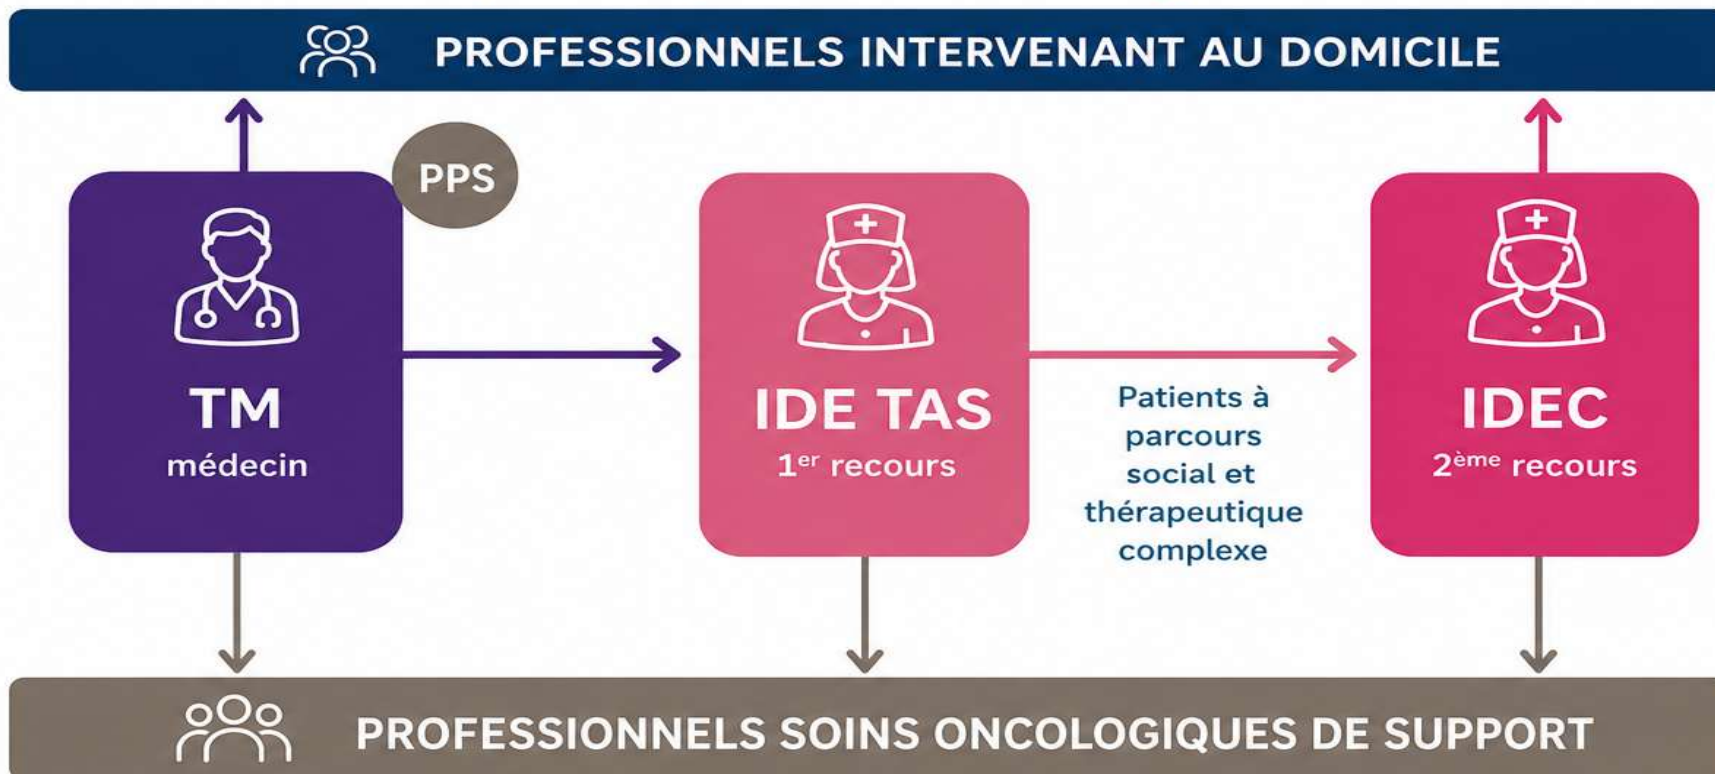 PROFESSIONNELS INTERVENANT AU DOMICILE
PPS
TM
médecin
IDE TAS
1er recours
Patients à
parcours
social et
thérapeutique
complexe
IDEC
2ème recours
PROFESSIONNELS SOINS ONCOLOGIQUES DE SUPPORT